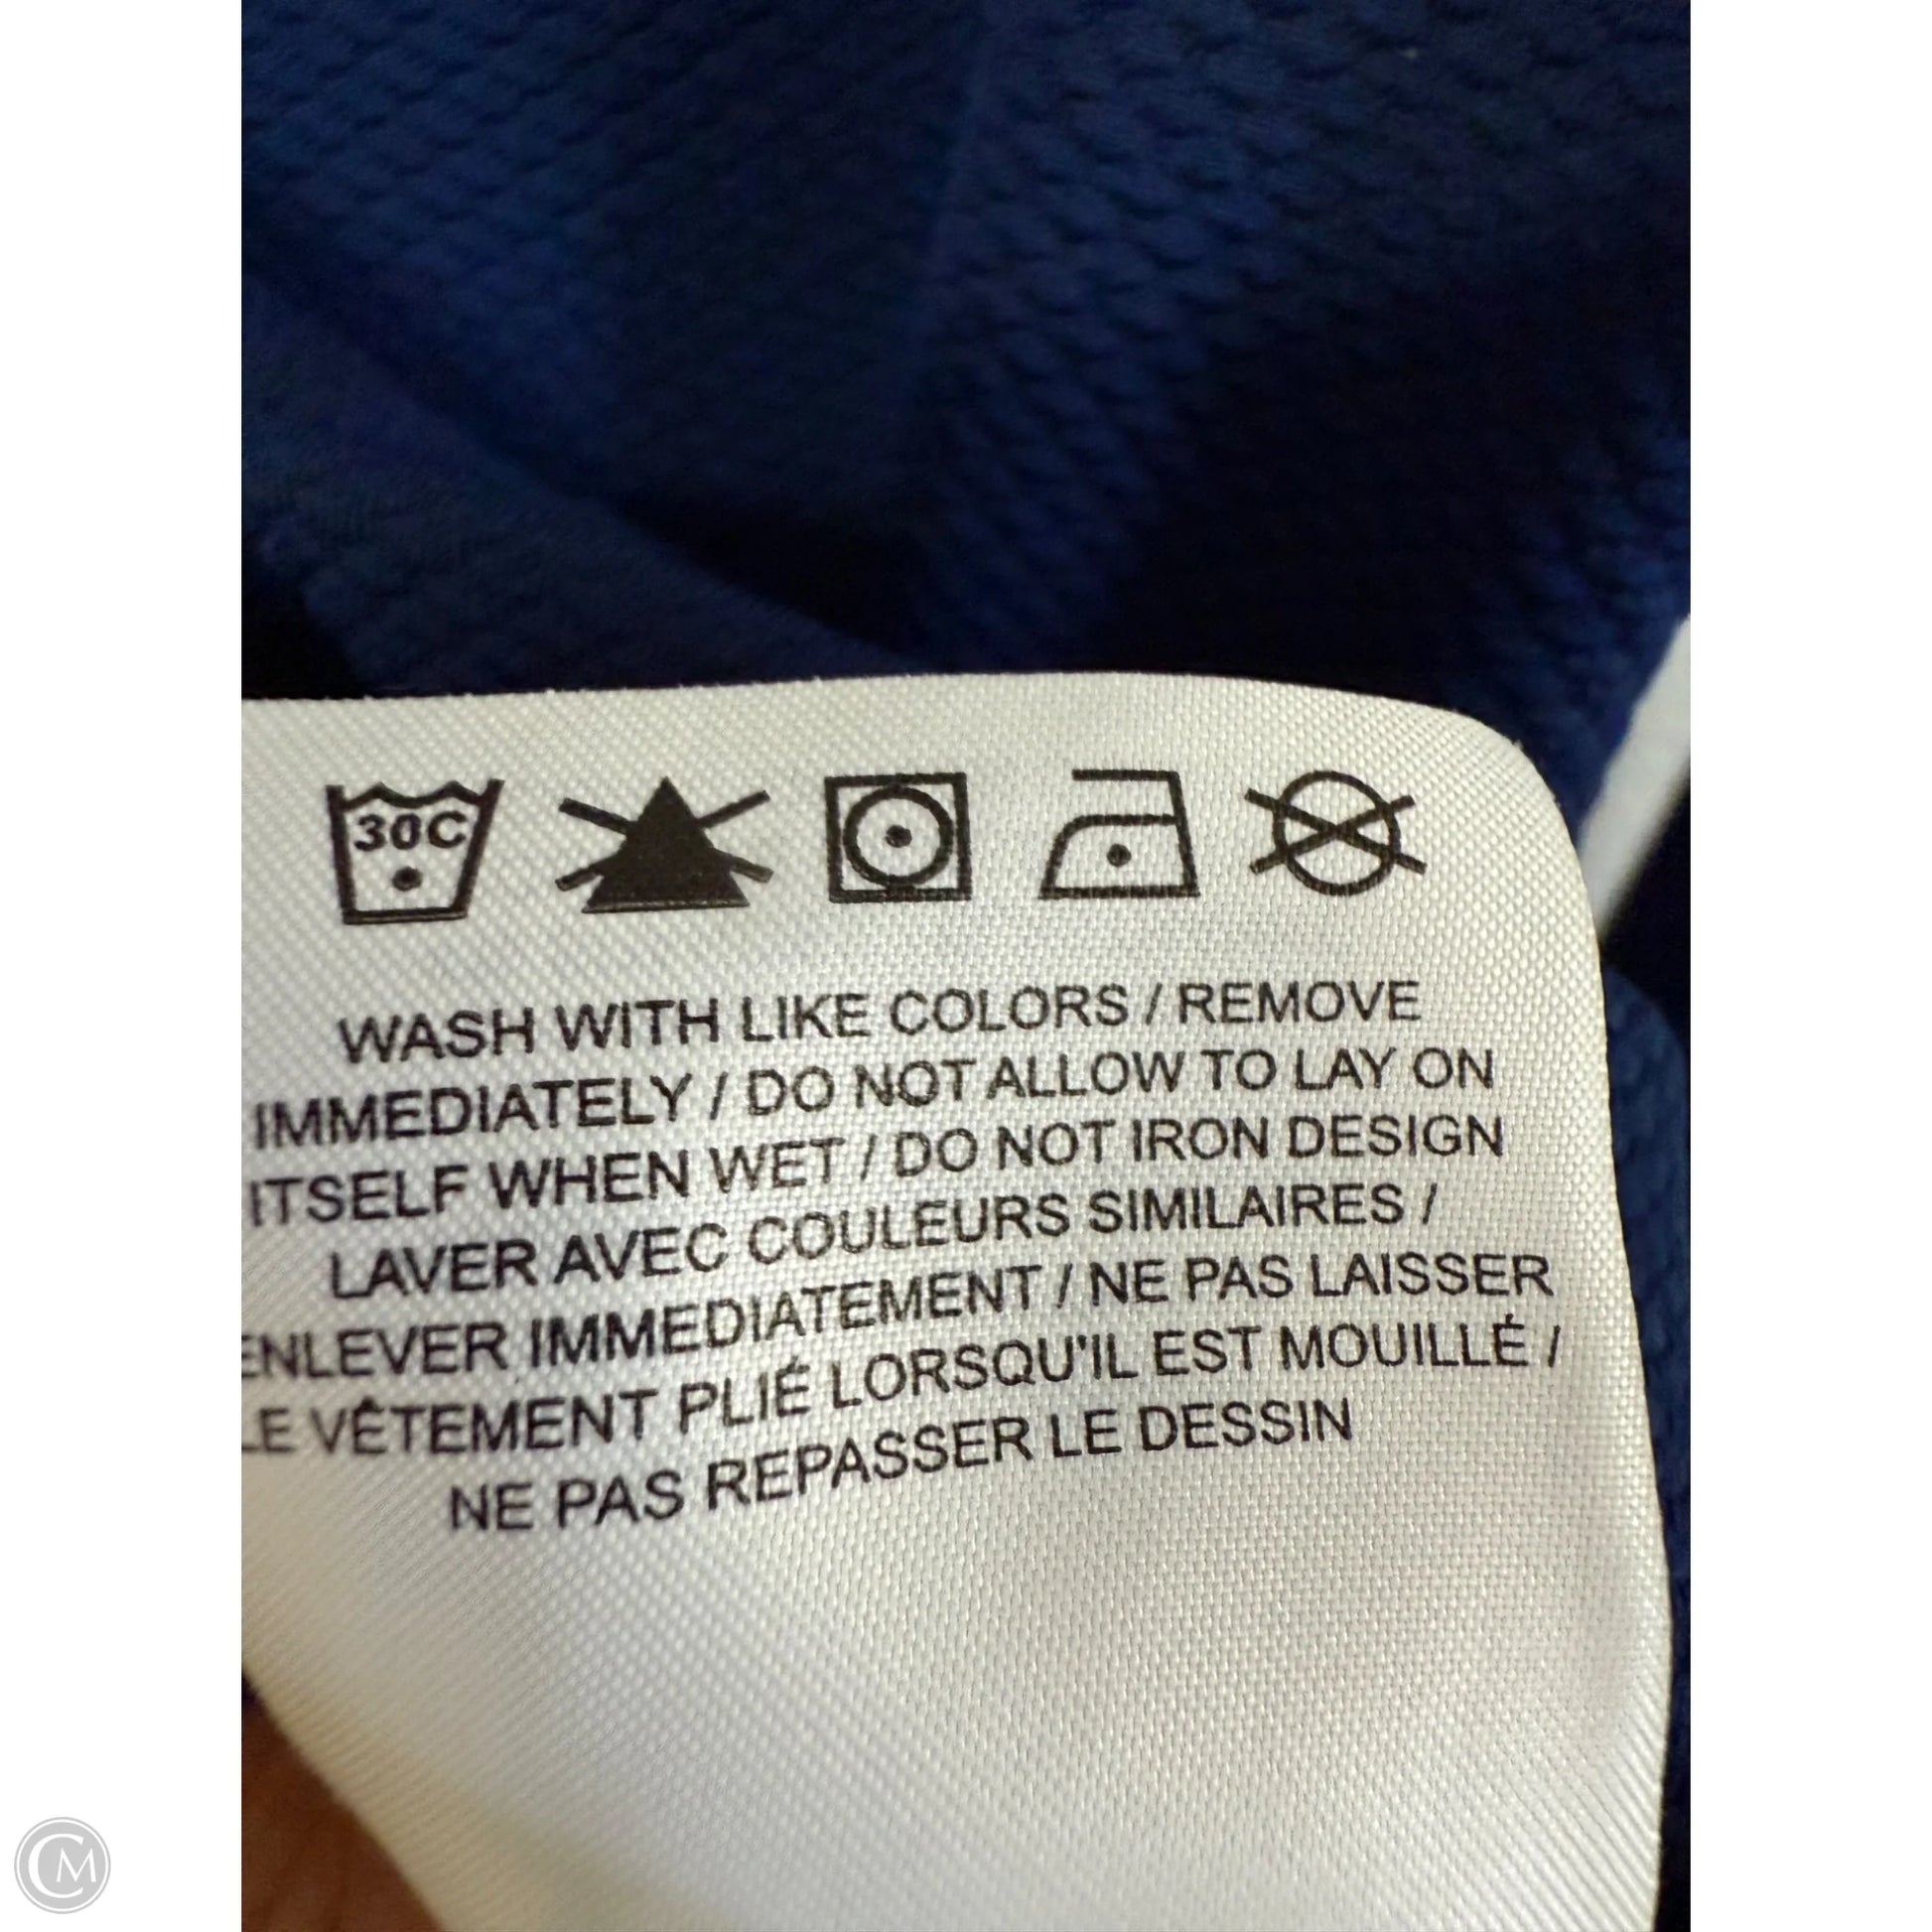 30C
WASH WITH LIKE COLORS / REMOVE
IMMEDIATELY / DO NOT ALLOW TO LAY ON
ITSELF WHEN WET / DO NOT IRON DESIGN
LAVER AVEC COULEURS SIMILAIRES /
ENLEVER IMMEDIATEMENT / NE PAS LAISSER
LE VÊTEMENT PLIÉ LORSQU'IL EST MOUILLÉ /
NE PAS REPASSER LE DESSIN
CM